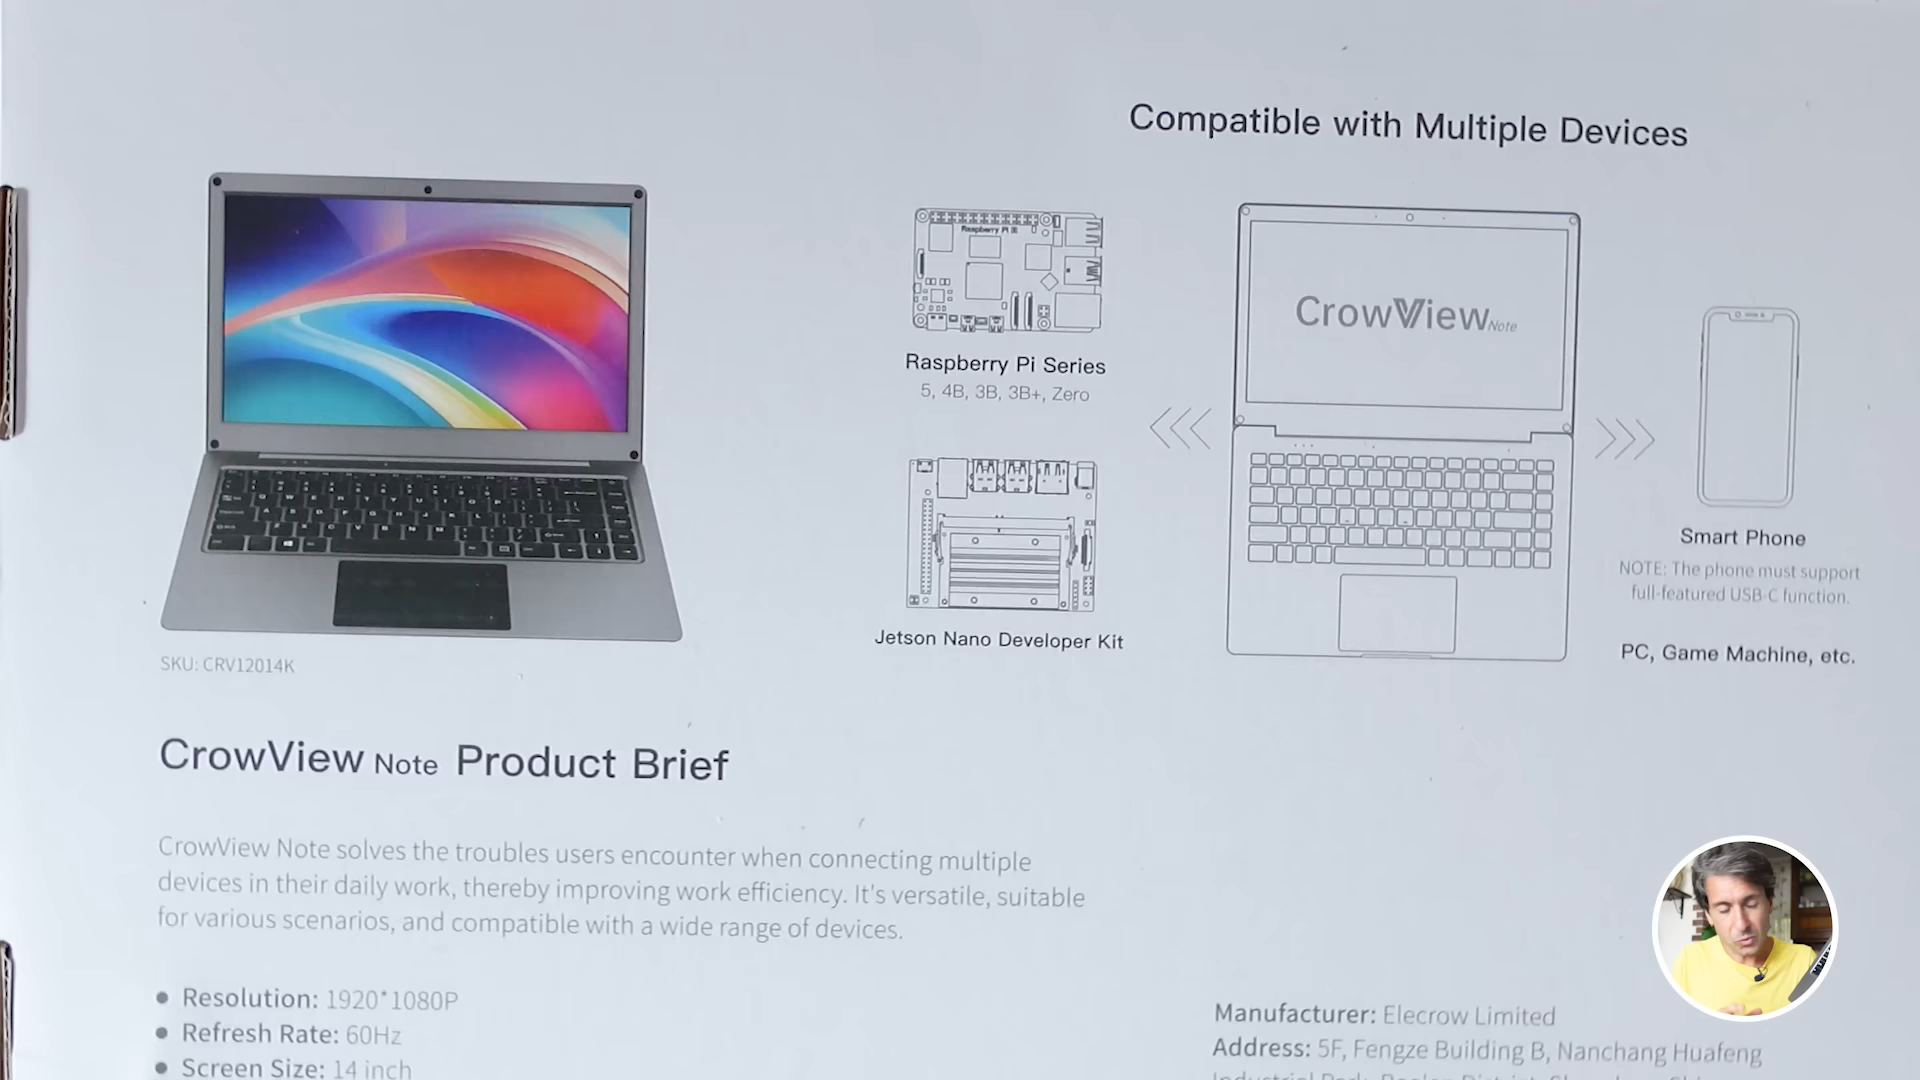 Compatible with Multiple Devices
Raspberry Pi
Raspberry Pi Series
5, 4B, 3B, 3B+, Zero
Jetson Nano Developer Kit
CrowView Note
Smart Phone
NOTE: The phone must support
full-featured USB-C function.
PC, Game Machine, etc.
SKU: CRV12014K
CrowView Note Product Brief
CrowView Note solves the troubles users encounter when connecting multiple
devices in their daily work, thereby improving work efficiency. It's versatile, suitable
for various scenarios, and compatible with a wide range of devices.
Resolution: 1920*1080P
Refresh Rate: 60Hz
Screen Size: 14 inch
Manufacturer: Elecrow Limited
Address: 5F, Fengze Building B, Nanchang Huafeng